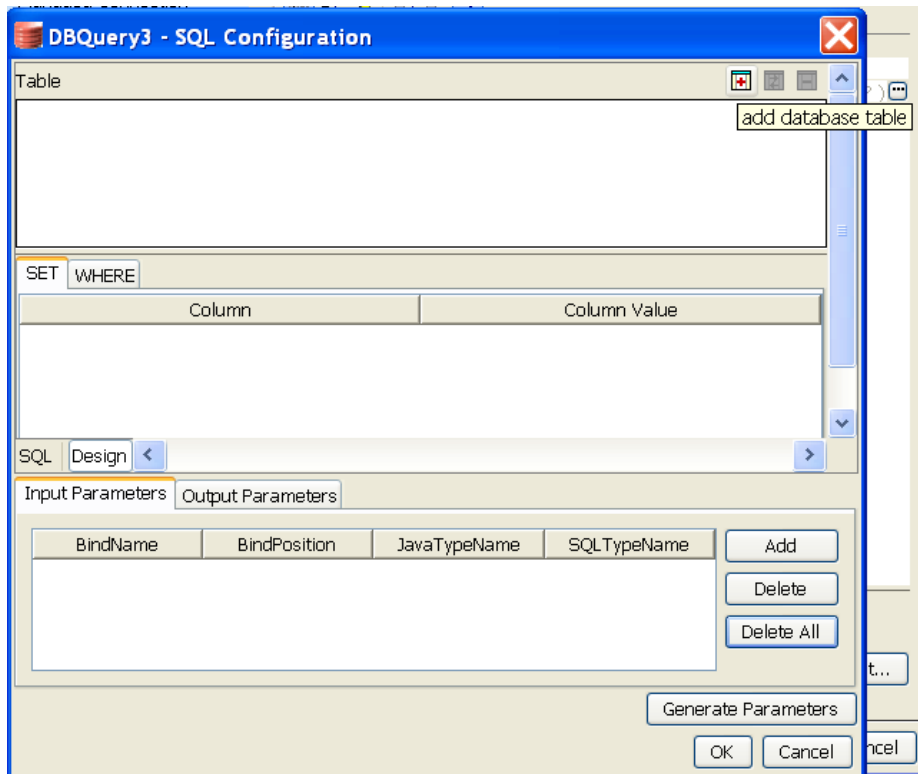 DBQuery3 - SQL Configuration
Table
? )
add database table
SET WHERE
Column Column Value
SQL Design
Input Parameters Output Parameters
BindName BindPosition JavaTypeName SQLTypeName
Add
Delete
Delete All
t...
Generate Parameters
OK Cancel
ncel